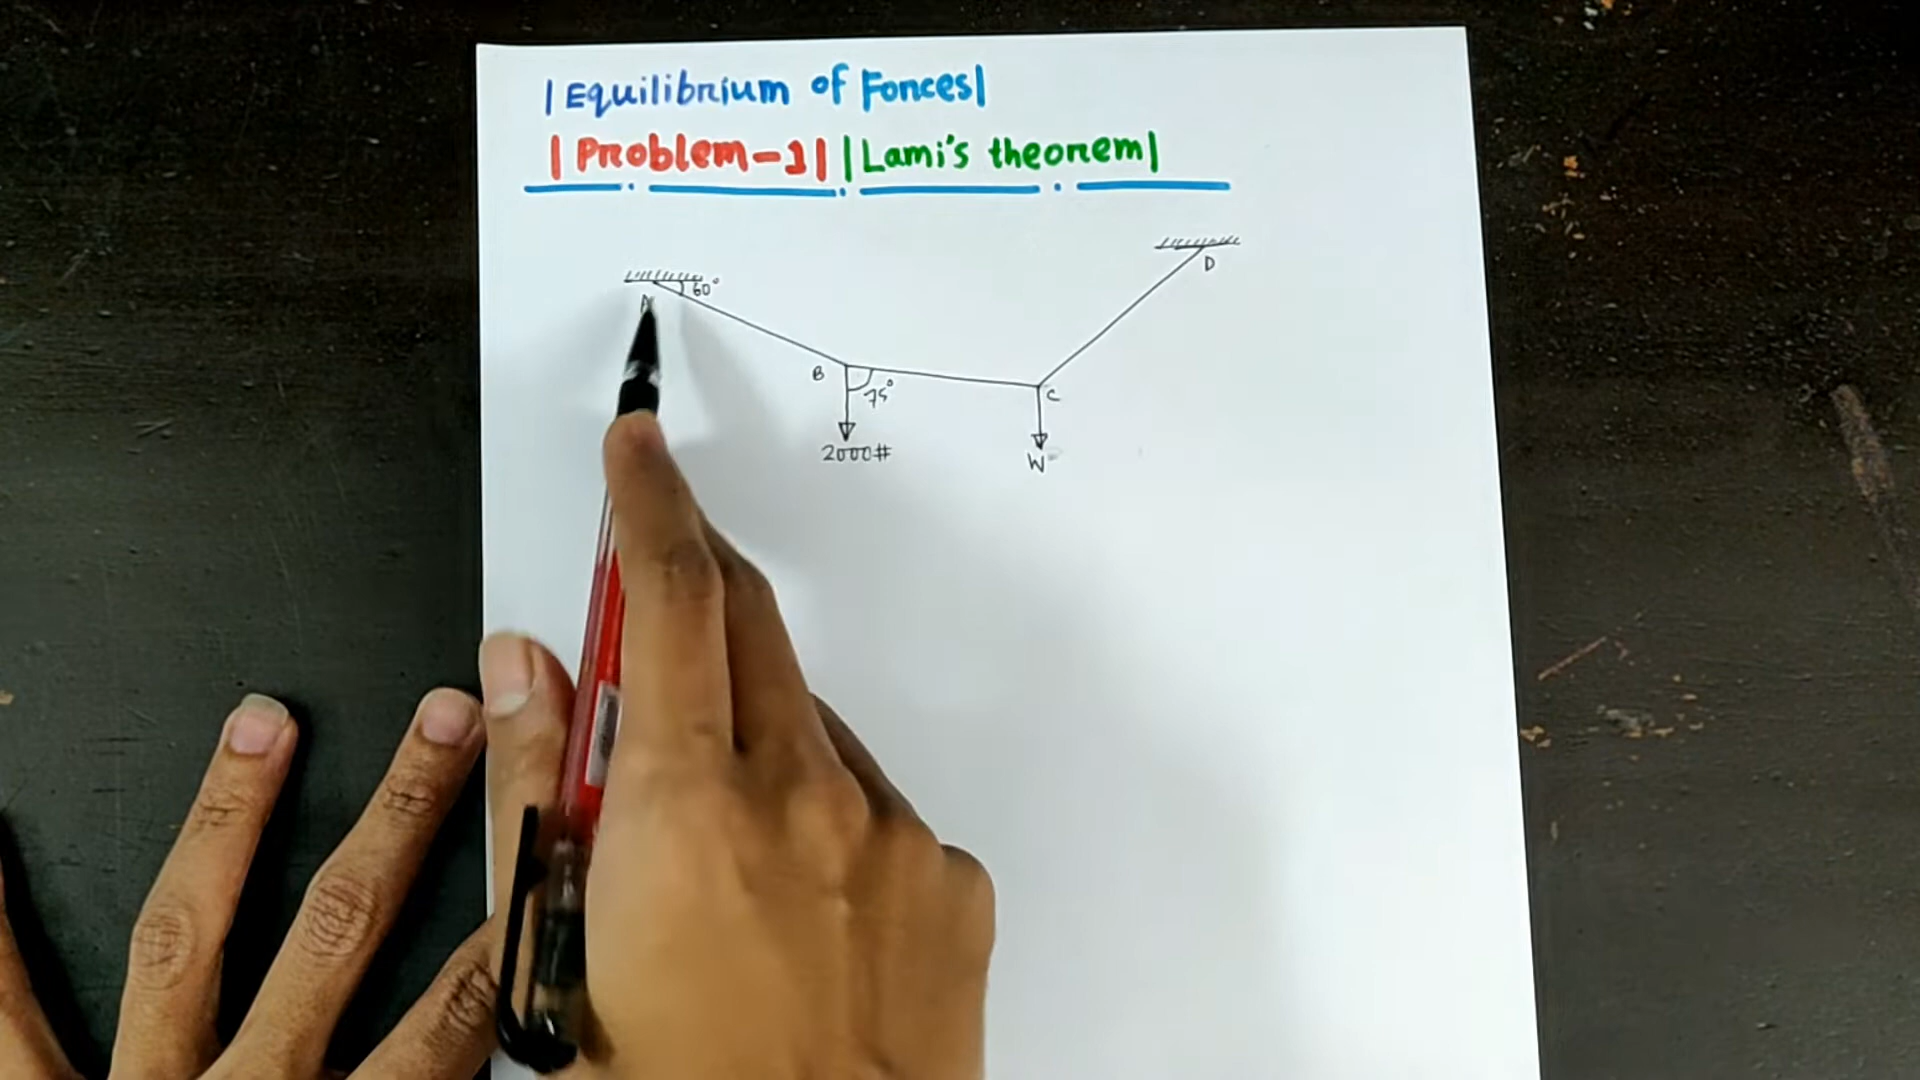 |Equilibrium of Forces|
|Problem-1| |Lami's theorem|
D
60°
A
B
75°
C
2000#
W